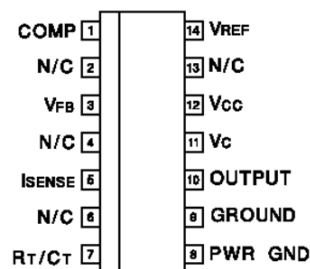 COMP 1 14 VREF
N/C 2 13 N/C
VFB 3 12 VCC
N/C 4 11 VC
ISENSE 5 10 OUTPUT
N/C 6 9 GROUND
RT/CT 7 8 PWR GND